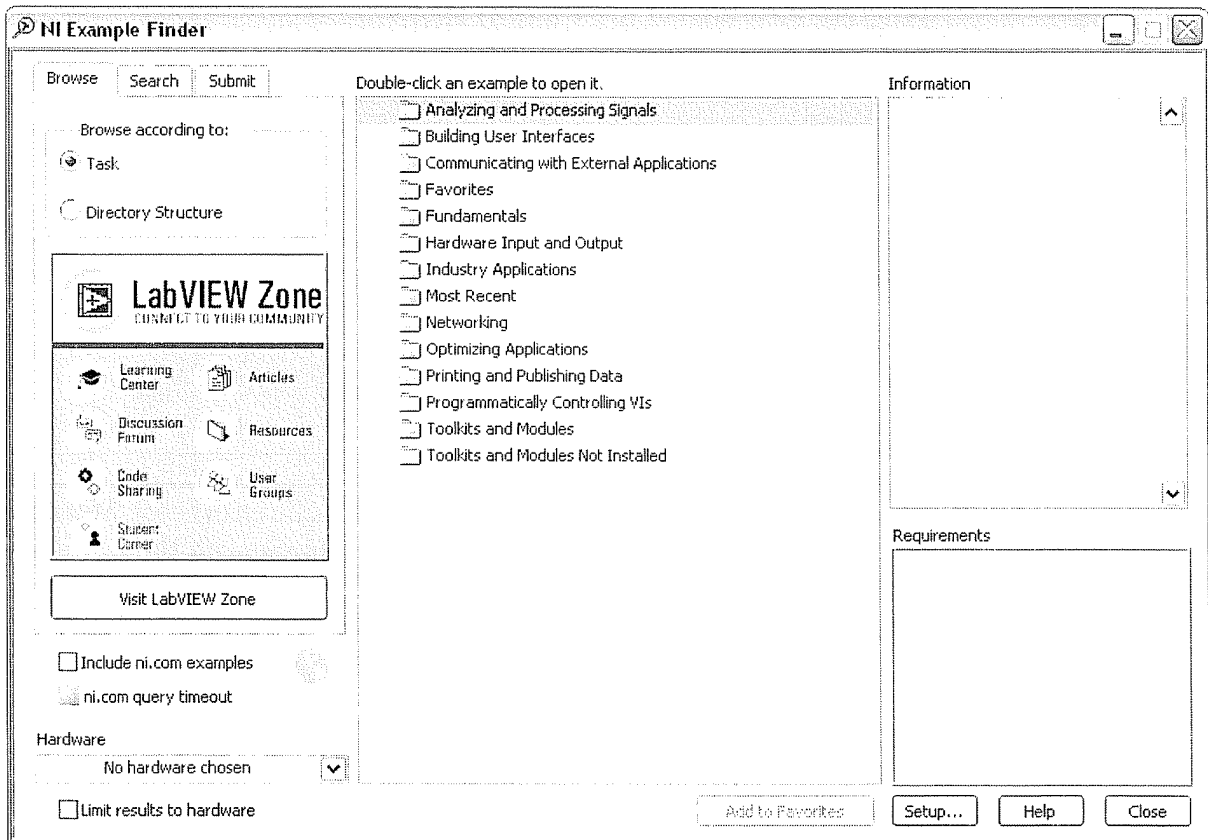 NI Example Finder
Browse
Search
Submit
Browse according to:
Task
Directory Structure
LabVIEW Zone
CONNECT TO YOUR COMMUNITY
Learning Center
Articles
Discussion Forum
Resources
Code Sharing
User Groups
Student Corner
Visit LabVIEW Zone
Include ni.com examples
ni.com query timeout
Hardware
No hardware chosen
Limit results to hardware
Double-click an example to open it.
Analyzing and Processing Signals
Building User Interfaces
Communicating with External Applications
Favorites
Fundamentals
Hardware Input and Output
Industry Applications
Most Recent
Networking
Optimizing Applications
Printing and Publishing Data
Programmatically Controlling VIs
Toolkits and Modules
Toolkits and Modules Not Installed
Information
Requirements
Add to Favorites
Setup...
Help
Close